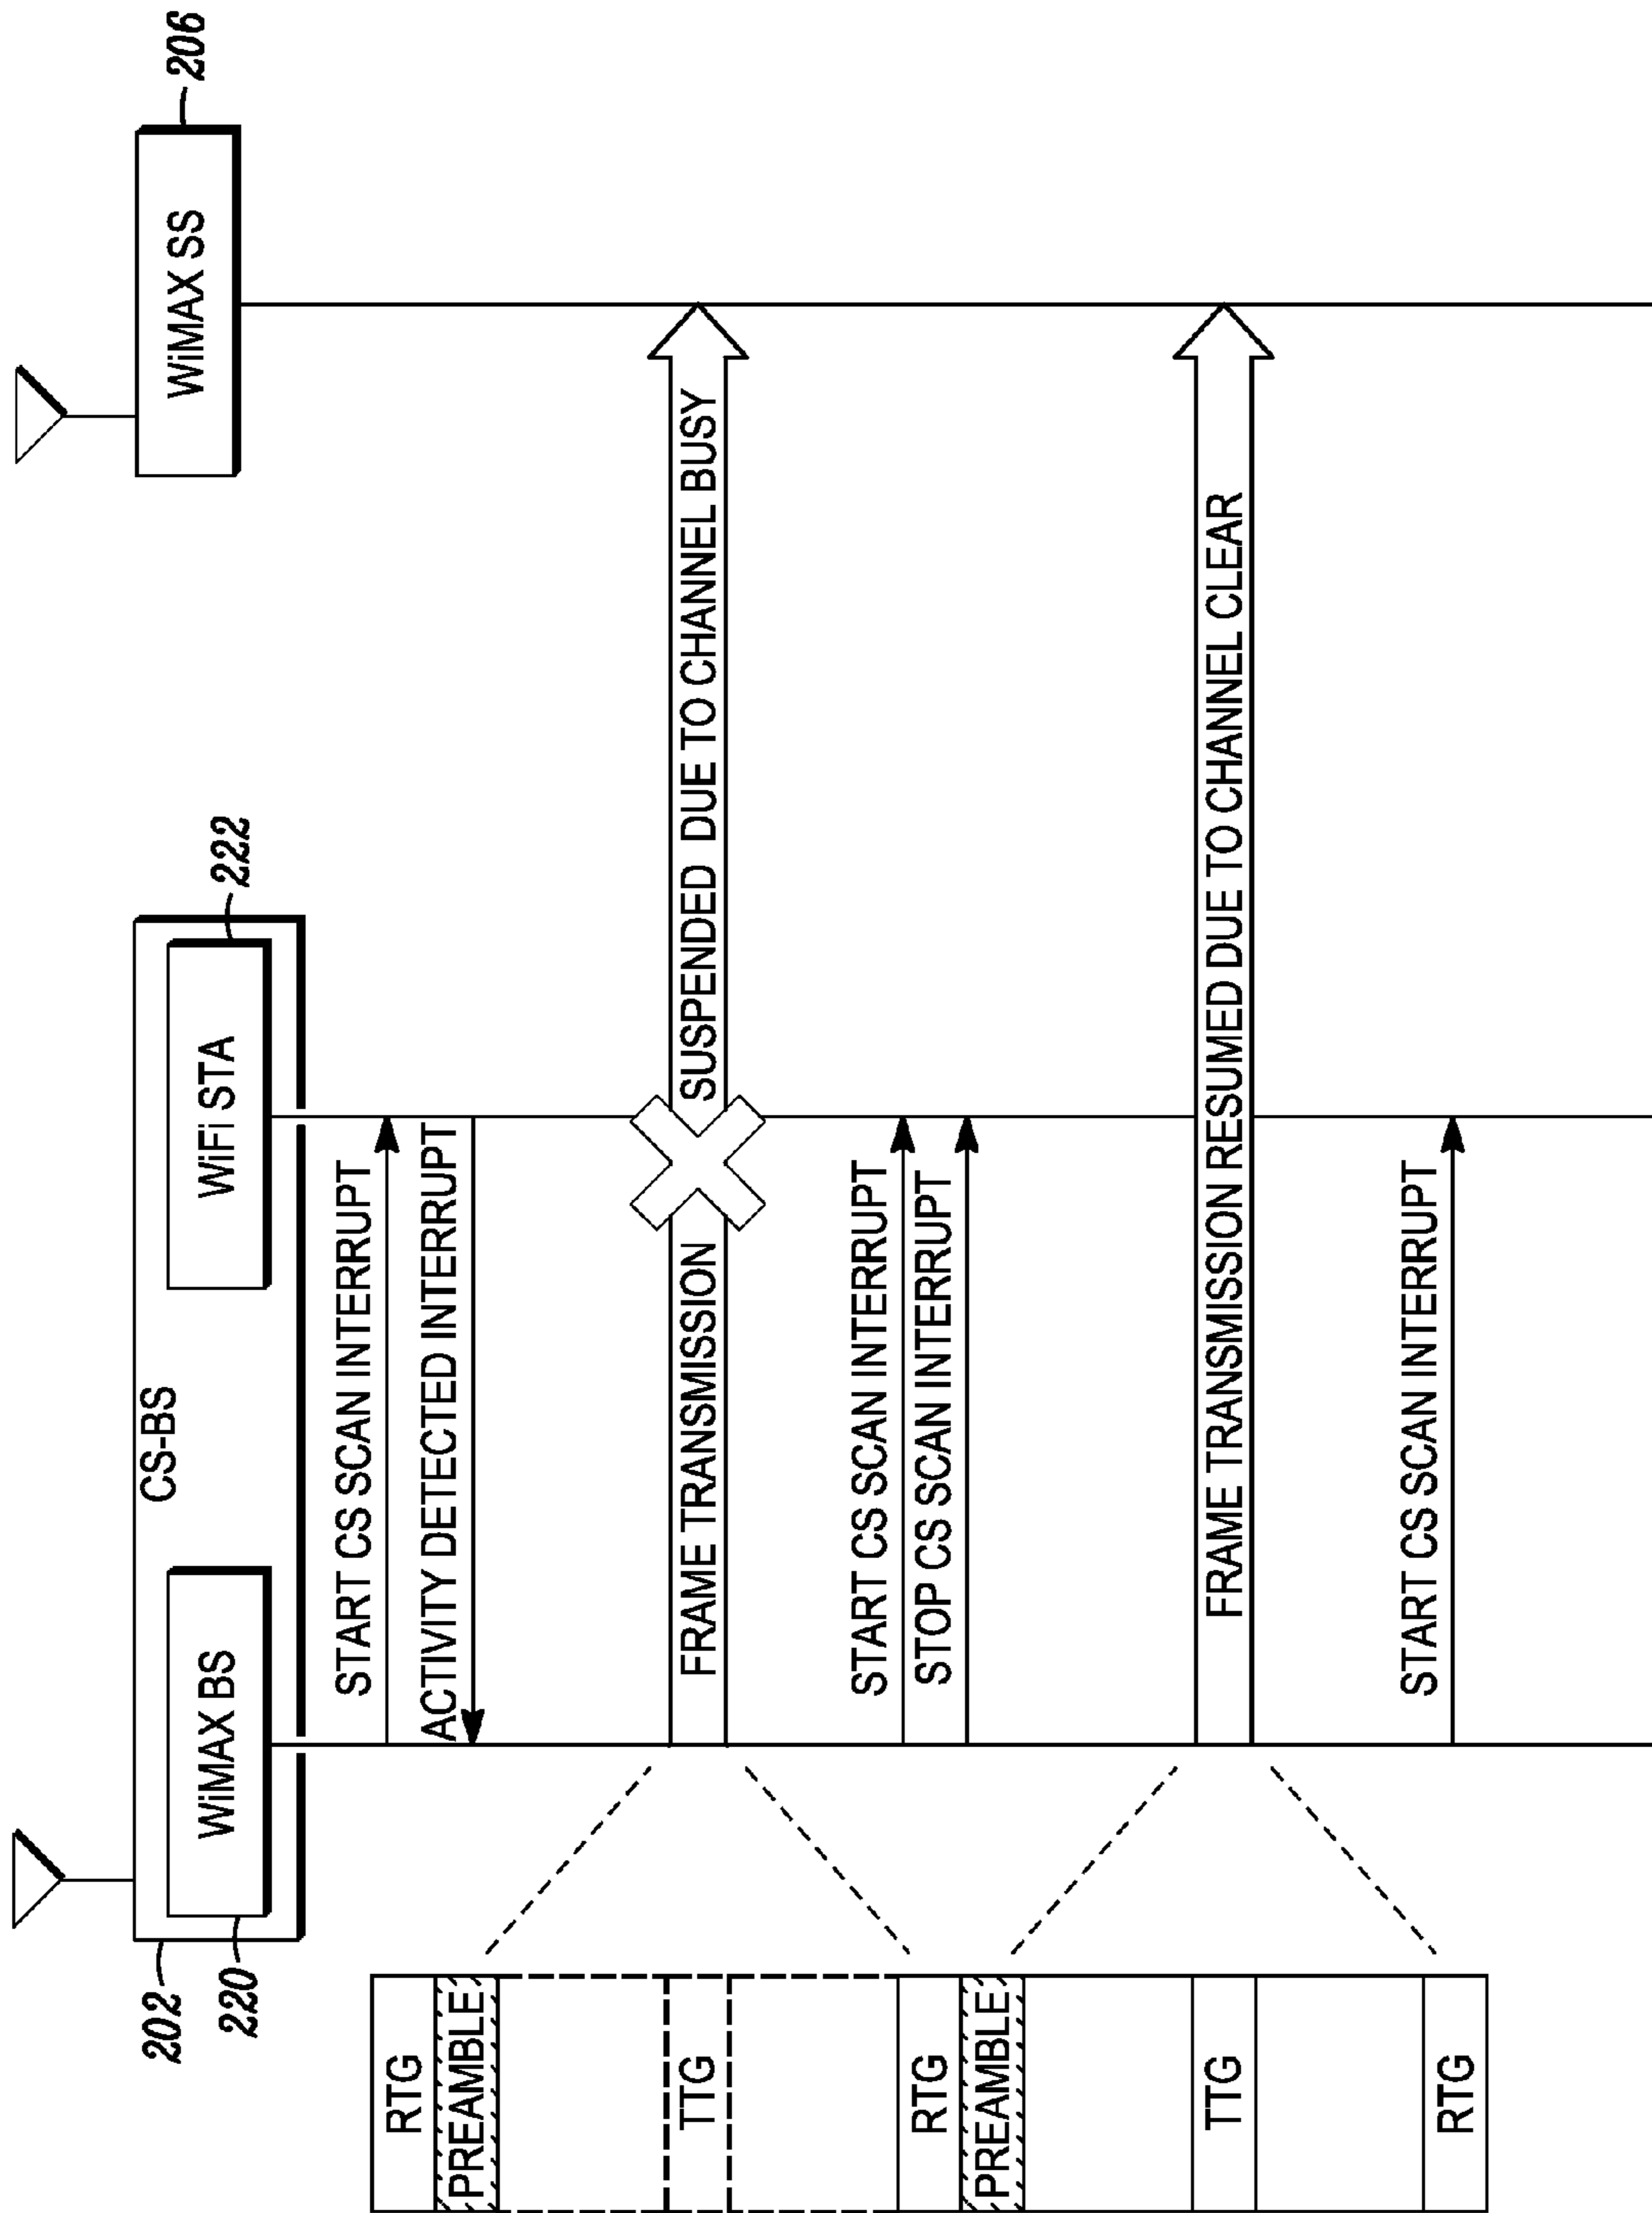 202
220
CS-BS
WiMAX BS
WiFi STA
222
WiMAX SS
206
RTG
START CS SCAN INTERRUPT
PREAMBLE
ACTIVITY DETECTED INTERRUPT
TTG
FRAME TRANSMISSION
SUSPENDED DUE TO CHANNEL BUSY
RTG
START CS SCAN INTERRUPT
PREAMBLE
STOP CS SCAN INTERRUPT
TTG
FRAME TRANSMISSION RESUMED DUE TO CHANNEL CLEAR
RTG
START CS SCAN INTERRUPT